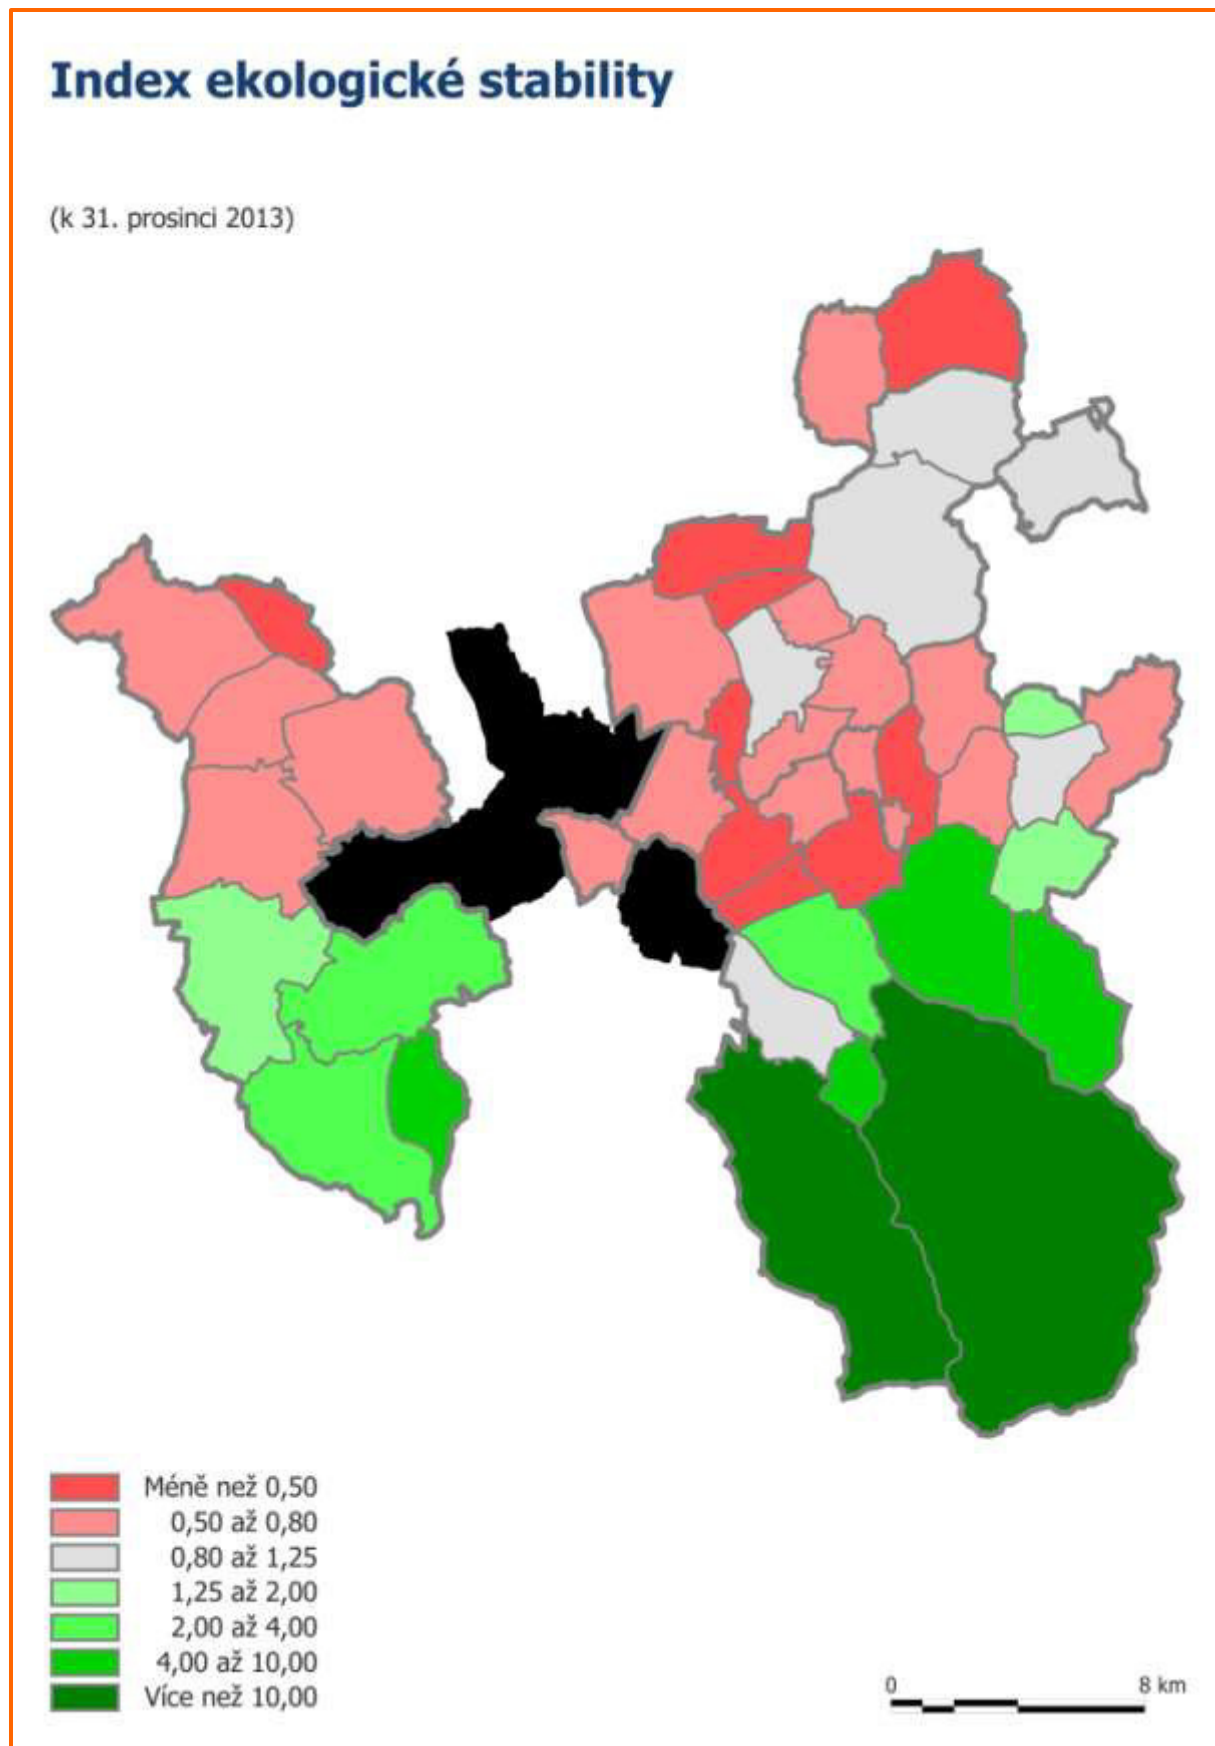 Index ekologické stability
(k 31. prosinci 2013)
Méně než 0,50
0,50 až 0,80
0,80 až 1,25
1,25 až 2,00
2,00 až 4,00
4,00 až 10,00
Více než 10,00
0 8 km